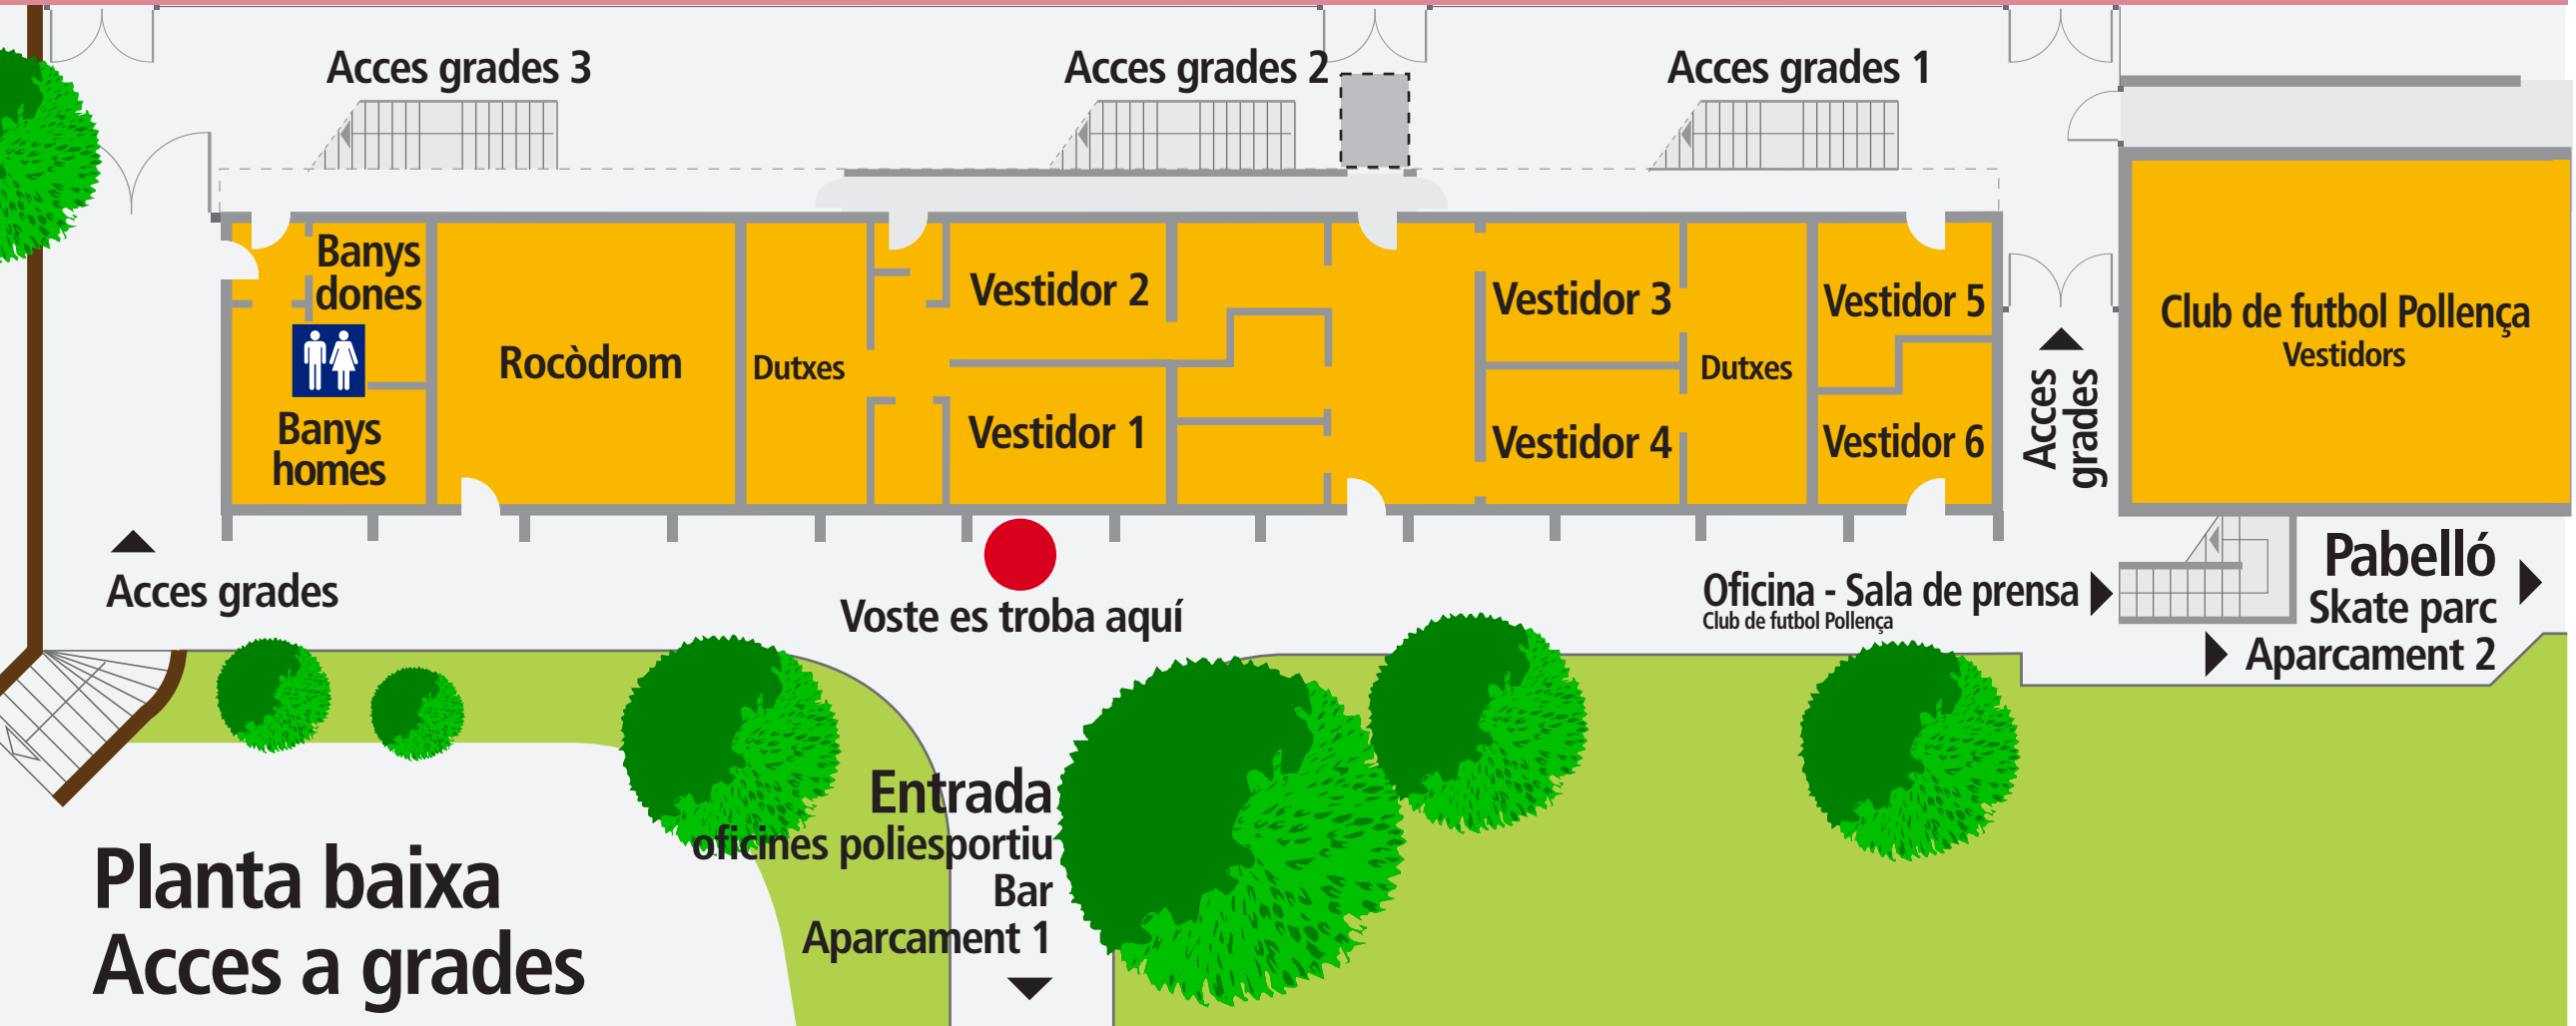 Acces grades 3
Acces grades 2
Acces grades 1
Banys
dones
Banys
homes
Rocòdrom
Dutxes
Vestidor 2
Vestidor 1
Vestidor 3
Vestidor 4
Dutxes
Vestidor 5
Vestidor 6
Acces
grades
Club de futbol Pollença
Vestidors
Acces grades
Voste es troba aquí
Oficina - Sala de prensa
Club de futbol Pollença
Pabelló
Skate parc
Aparcament 2
Entrada
oficines poliesportiu
Bar
Aparcament 1
Planta baixa
Acces a grades